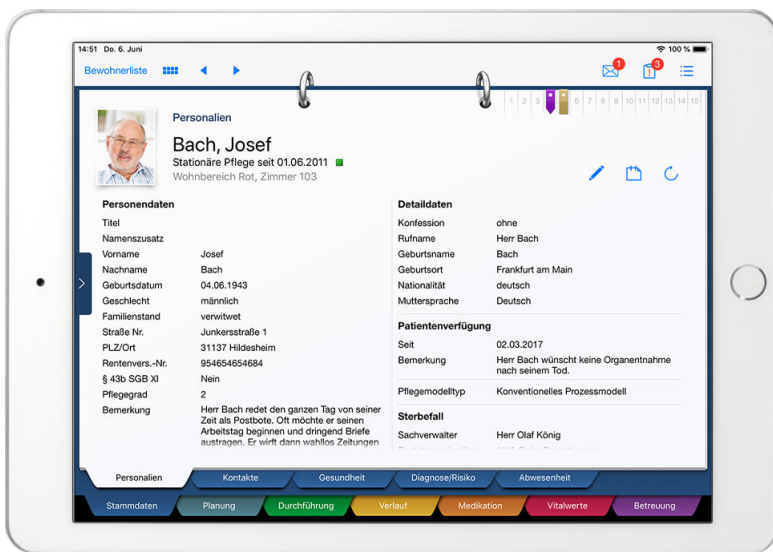 14:51 Do. 6. Juni
100 %
Bewohnerliste
1
3
1 2 3 6 7 8 9 10 11 12 13 14 15
Personalien
Bach, Josef
Stationäre Pflege seit 01.06.2011
Wohnbereich Rot, Zimmer 103
Personendaten
Titel
Namenszusatz
Vorname Josef
Nachname Bach
Geburtsdatum 04.06.1943
Geschlecht männlich
Familienstand verwitwet
Straße Nr. Junkersstraße 1
PLZ/Ort 31137 Hildesheim
Rentenvers.-Nr. 954654654684
§ 43b SGB XI Nein
Pflegegrad 2
Bemerkung Herr Bach redet den ganzen Tag von seiner
Zeit als Postbote. Oft möchte er seinen
Arbeitstag beginnen und dringend Briefe
austragen. Er wirft dann wahllos Zeitungen
Detaildaten
Konfession ohne
Rufname Herr Bach
Geburtsname Bach
Geburtsort Frankfurt am Main
Nationalität deutsch
Muttersprache Deutsch
Patientenverfügung
Seit 02.03.2017
Bemerkung Herr Bach wünscht keine Organentnahme
nach seinem Tod.
Pflegemodelltyp Konventionelles Prozessmodell
Sterbefall
Sachverwalter Herr Olaf König
Personalien Kontakte Gesundheit Diagnose/Risiko Abwesenheit
Stammdaten Planung Durchführung Verlauf Medikation Vitalwerte Betreuung